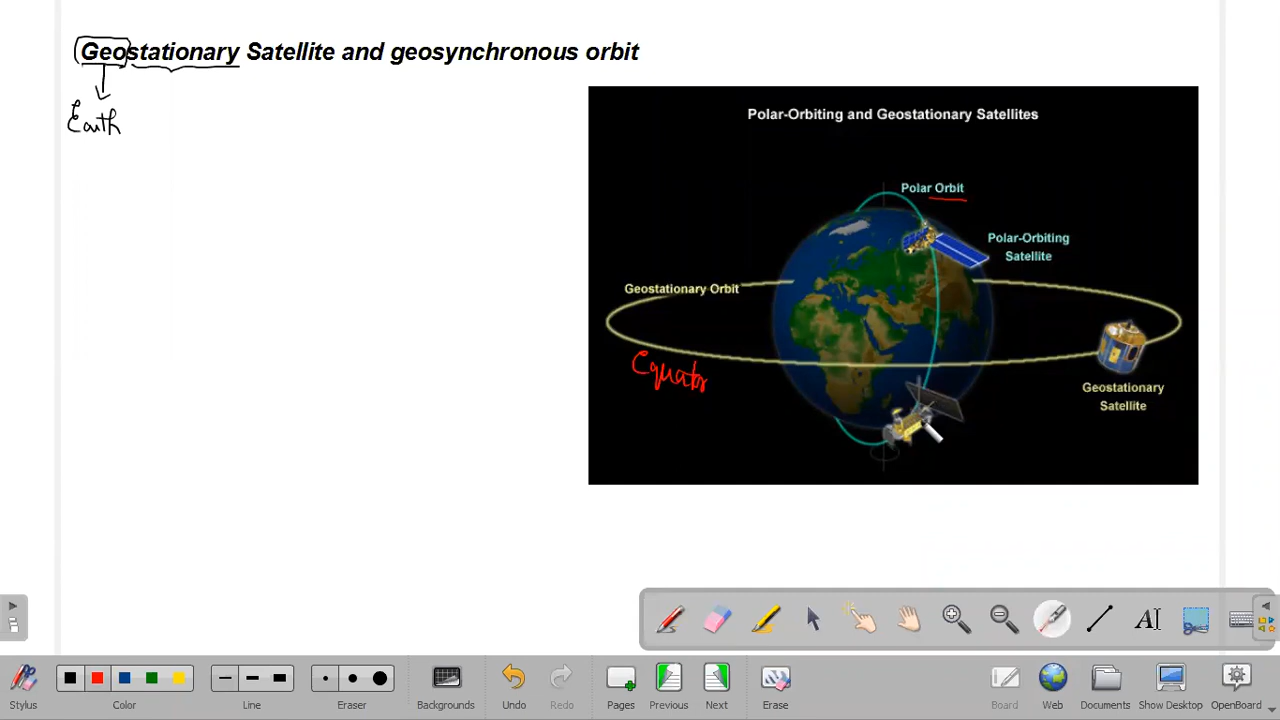 Geostationary Satellite and geosynchronous orbit
Earth
Polar-Orbiting and Geostationary Satellites
Polar Orbit
Polar-Orbiting
Satellite
Geostationary Orbit
Equator
Geostationary
Satellite
Stylus
Color
Line
Eraser
Backgrounds
Undo
Redo
Pages
Previous
Next
Erase
Board
Web
Documents
Show Desktop
OpenBoard